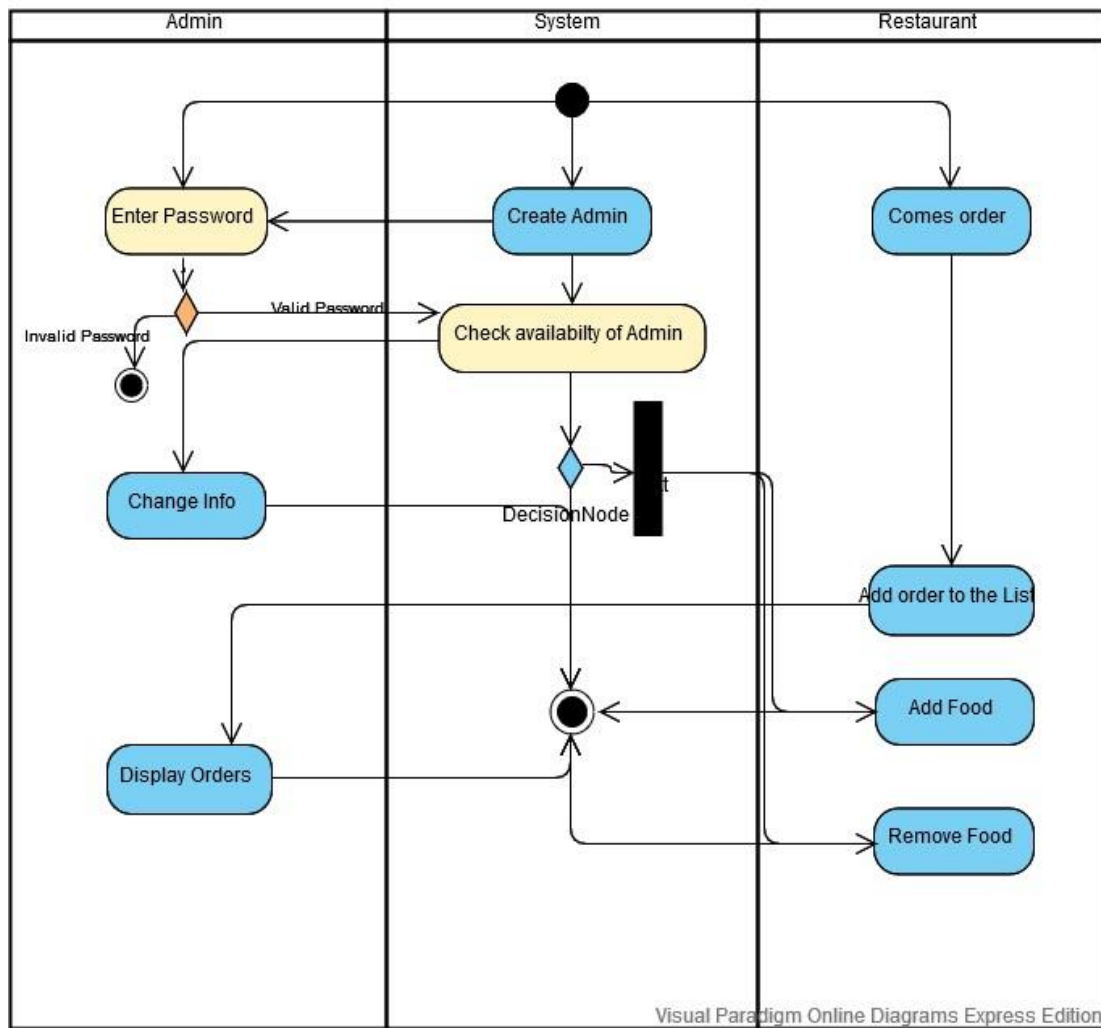 Admin
System
Restaurant
Enter Password
Create Admin
Comes order
Valid Password
Invalid Password
Check availabilty of Admin
Change Info
DecisionNode
Add order to the List
Add Food
Display Orders
Remove Food
Visual Paradigm Online Diagrams Express Edition